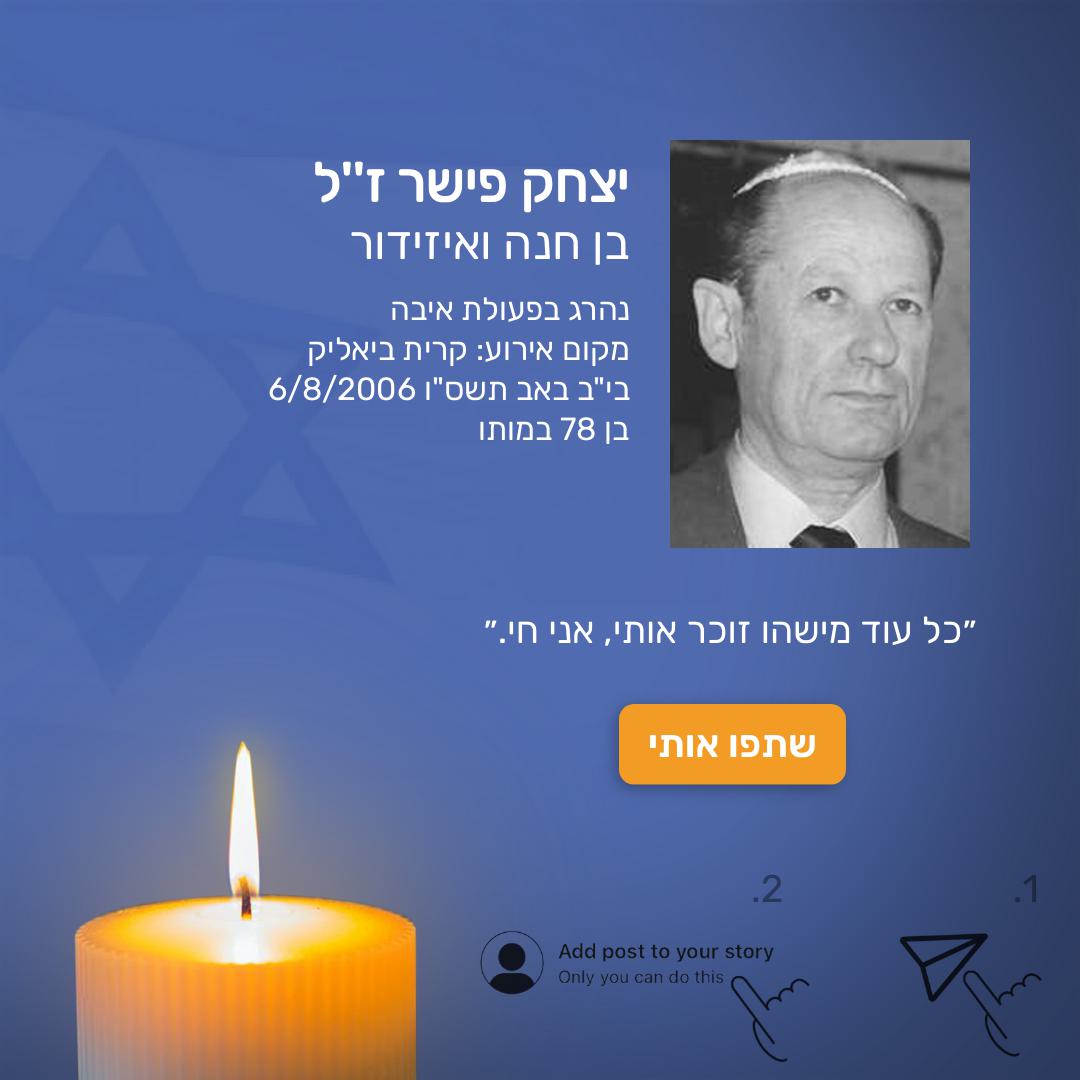 יצחק פישר ז"ל
בן חנה ואיזידור
נהרג בפעולת איבה
מקום אירוע: קרית ביאליק
בי"ב באב תשס"ו 6/8/2006
בן 78 במותו
״כל עוד מישהו זוכר אותי, אני חי.״
שתפו אותי
1.
2.
Add post to your story
Only you can do this